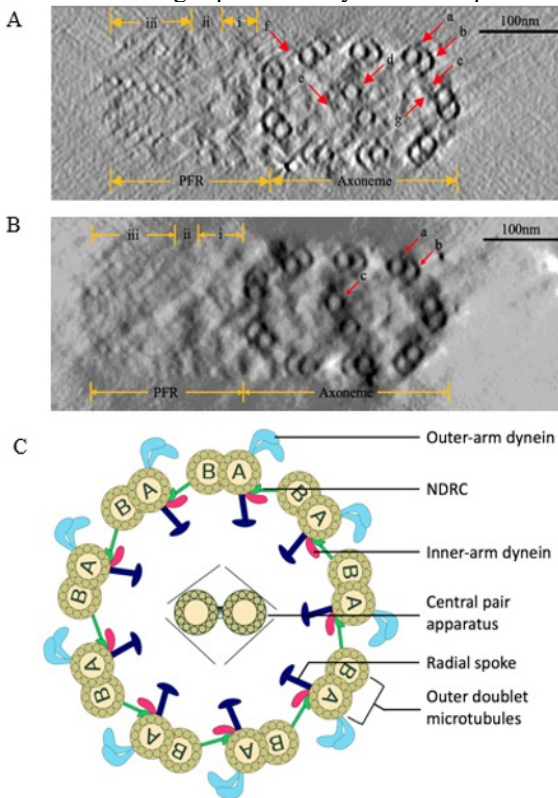 A
iii
ii
i
f
a
b
c
d
e
g
100nm
PFR
Axoneme
B
iii
ii
i
a
b
c
100nm
PFR
Axoneme
C
Outer-arm dynein
NDRC
Inner-arm dynein
Central pair
apparatus
Radial spoke
Outer doublet
microtubules
B A
B A
B A
B A
B A
B A
B A
B A
B A